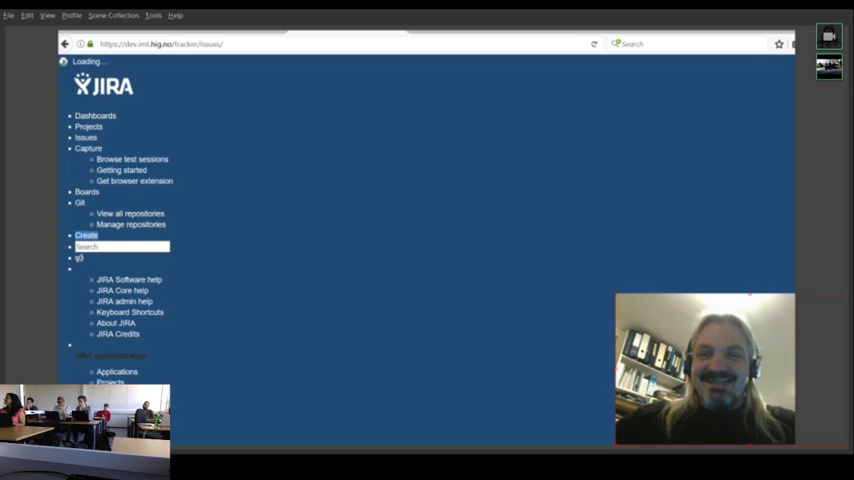 File Edit View Profile Scene Collection Tools Help
https://dev.imt.hig.no/tracker/issues/
Search
Loading...
JIRA
Dashboards
Projects
Issues
Capture
Browse test sessions
Getting started
Get browser extension
Boards
Git
View all repositories
Manage repositories
Create
Search
JIRA Software help
JIRA Core help
JIRA admin help
Keyboard Shortcuts
About JIRA
JIRA Credits
JIRA administration
Applications
Projects